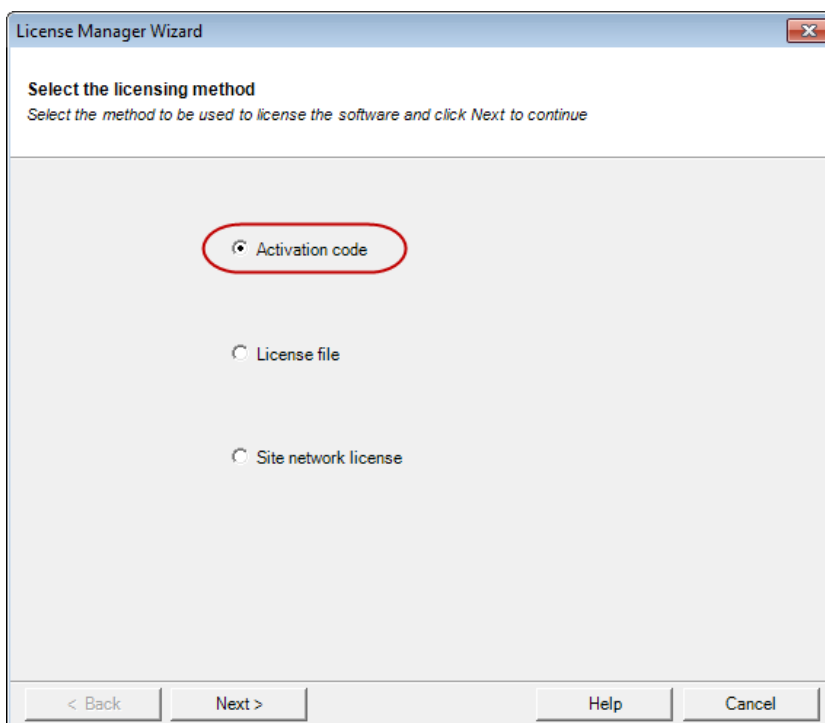 License Manager Wizard
Select the licensing method
Select the method to be used to license the software and click Next to continue
Activation code
License file
Site network license
< Back Next > Help Cancel